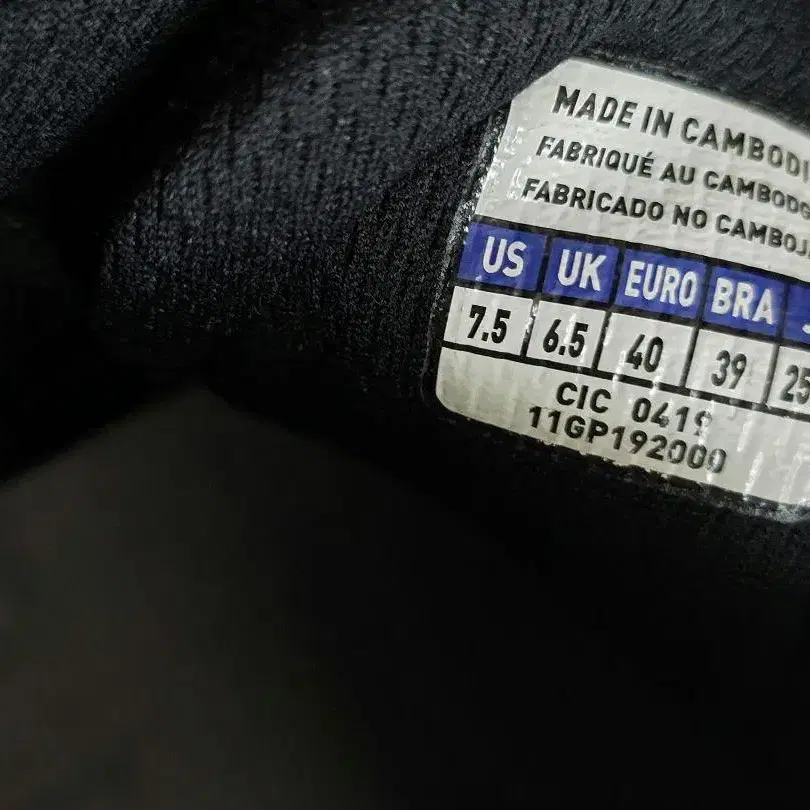 MADE IN CAMBODI
FABRIQUÉ AU CAMBODG
FABRICADO NO CAMBOJ
US UK EURO BRA
7.5 6.5 40 39 25
CIC 0419
11GP192000